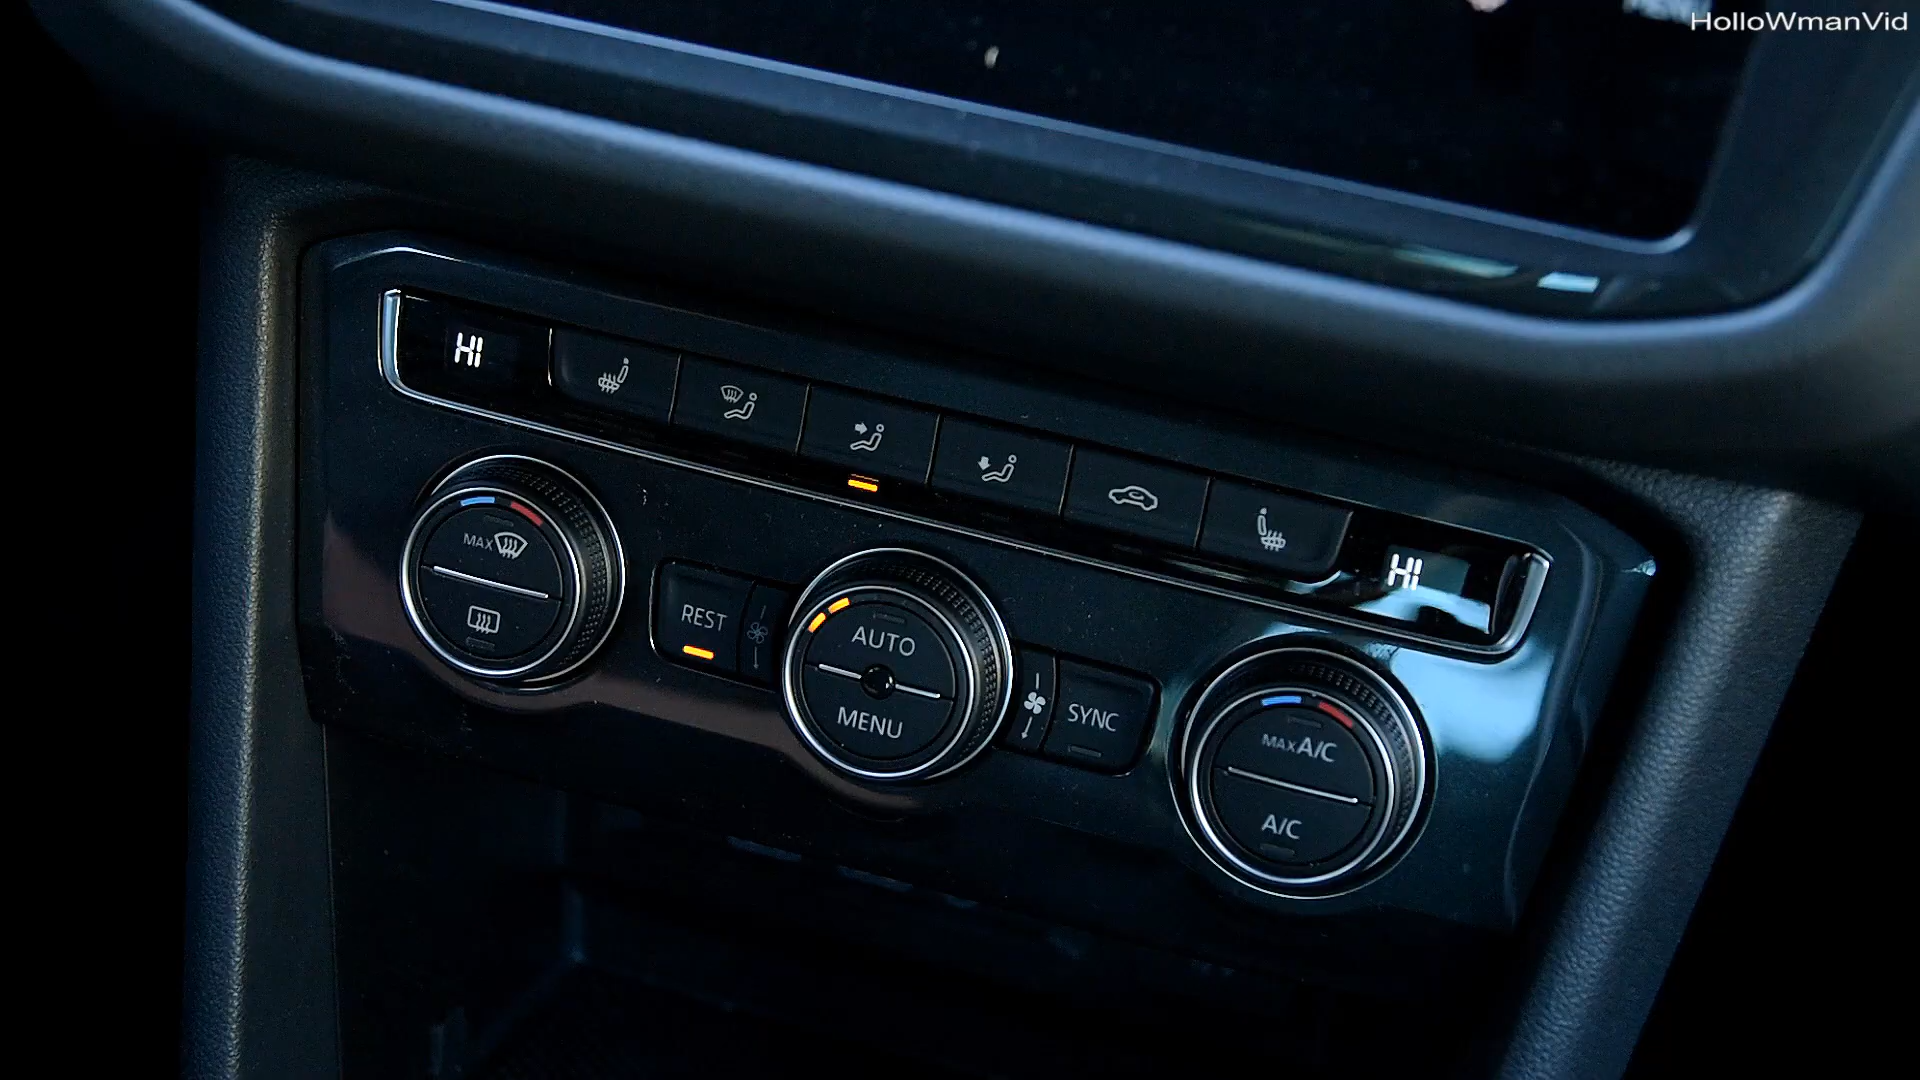 HolloWmanVid
HI
HI
MAX
REST
AUTO
MENU
SYNC
MAX A/C
A/C